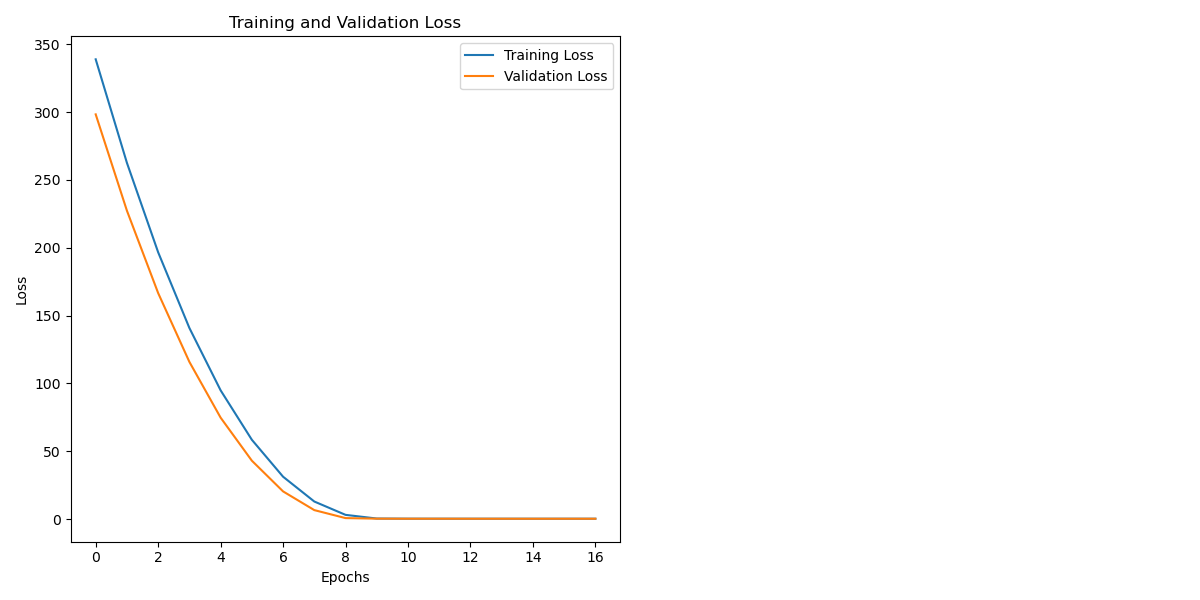 Training and Validation Loss
Training Loss
Validation Loss
350
300
250
200
150
100
50
0
Loss
0 2 4 6 8 10 12 14 16
Epochs